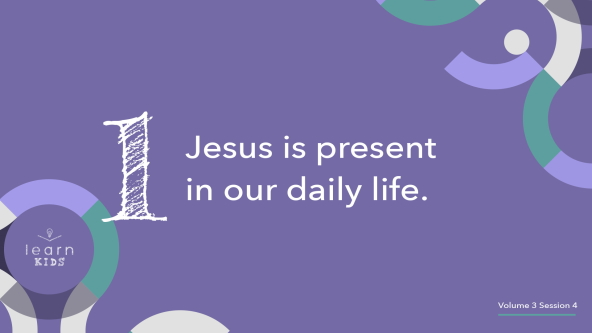 1
Jesus is present
in our daily life.
learn
KIDS
Volume 3 Session 4